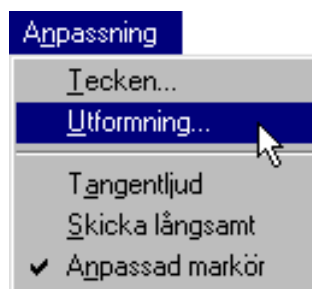 Anpassning
Tecken...
Utformning...
Tangentljud
Skicka långsamt
Anpassad markör